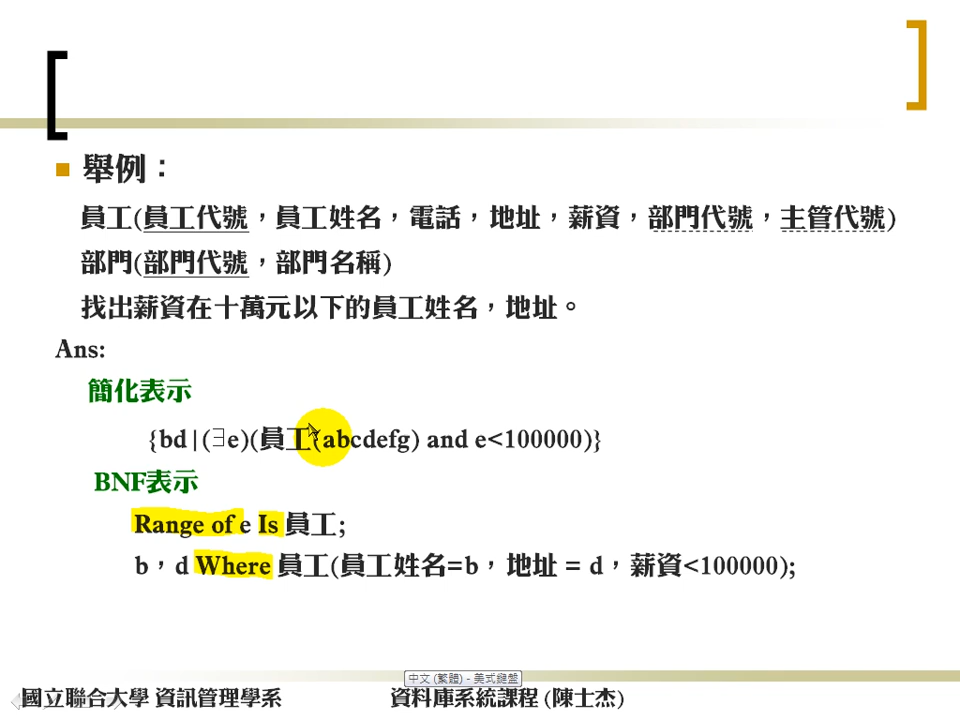 舉例：
員工(員工代號，員工姓名，電話，地址，薪資，部門代號，主管代號)
部門(部門代號，部門名稱)
找出薪資在十萬元以下的員工姓名，地址。
Ans:
簡化表示
{bd|(∃e)(員工(abcdefg) and e<100000)}
BNF表示
Range of e Is 員工;
b，d Where 員工(員工姓名=b，地址 = d，薪資<100000);
中文 (繁體) - 美式鍵盤
國立聯合大學 資訊管理學系 資料庫系統課程 (陳士杰)